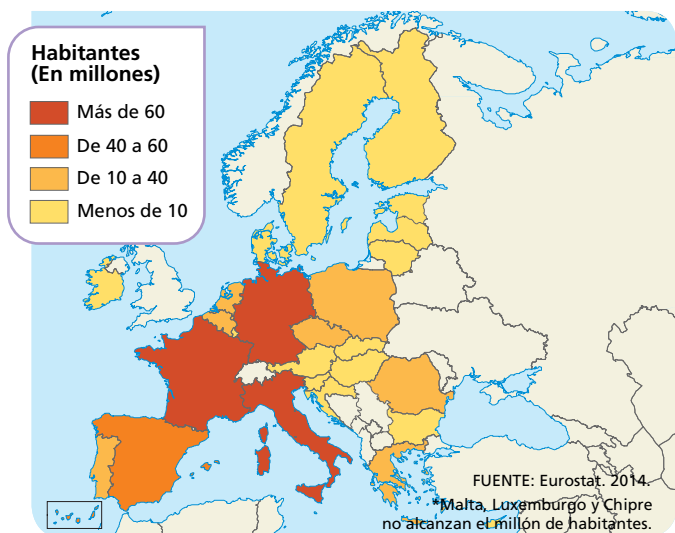 Habitantes
(En millones)
Más de 60
De 40 a 60
De 10 a 40
Menos de 10
FUENTE: Eurostat. 2014.
*Malta, Luxemburgo y Chipre
no alcanzan el millón de habitantes.